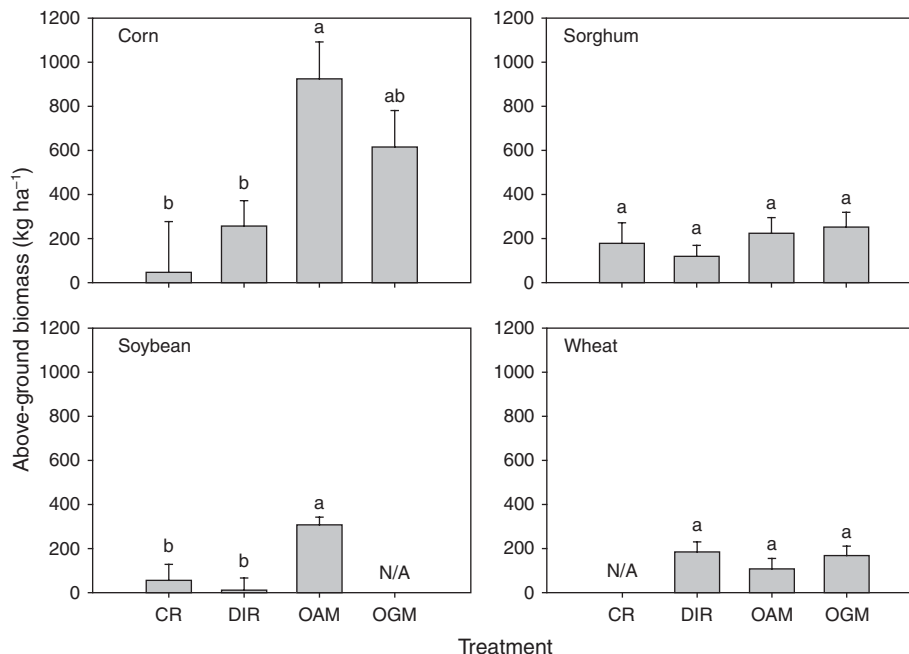 Above-ground biomass (kg ha⁻¹)
Corn
1200
1000
800
600
400
200
0
b
b
a
ab
Sorghum
1200
1000
800
600
400
200
0
a
a
a
a
Soybean
1200
1000
800
600
400
200
0
b
b
a
N/A
CR DIR OAM OGM
Wheat
1200
1000
800
600
400
200
0
N/A
a
a
a
CR DIR OAM OGM
Treatment